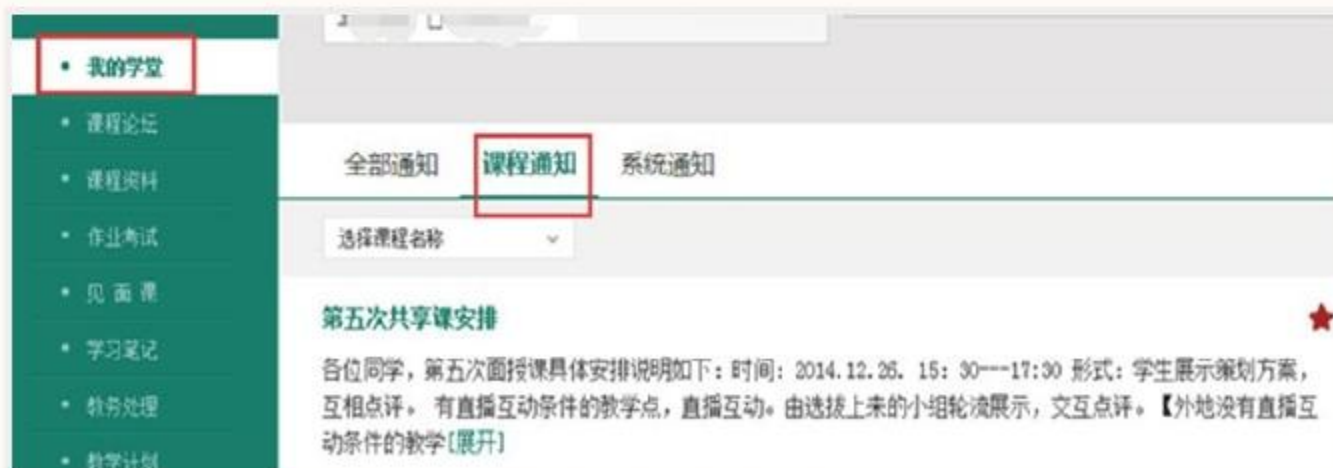 我的学堂
课程论坛
课程资料
作业考试
见面课
学习笔记
教务处理
教学计划
全部通知 课程通知 系统通知
选择课程名称
第五次共享课安排
各位同学，第五次面授课具体安排说明如下：时间：2014.12.26. 15：30---17:30 形式：学生展示策划方案，
互相点评。 有直播互动条件的教学点，直播互动。由选拔上来的小组轮流展示，交互点评。【外地没有直播互
动条件的教学[展开]